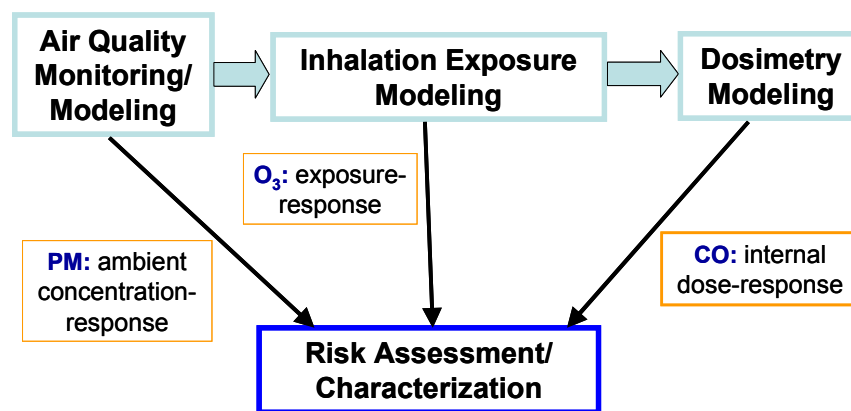 Air Quality
Monitoring/
Modeling
Inhalation Exposure
Modeling
Dosimetry
Modeling
O₃: exposure-
response
PM: ambient
concentration-
response
CO: internal
dose-response
Risk Assessment/
Characterization